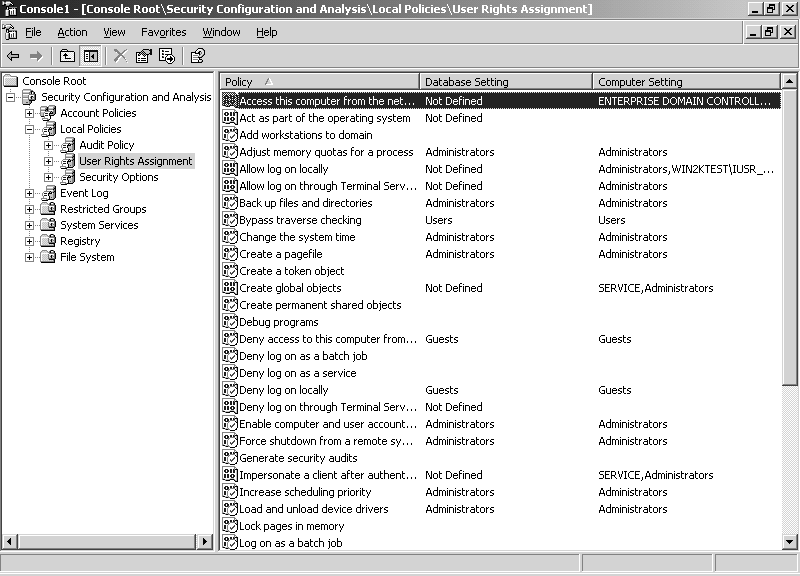 Console1 - [Console Root\Security Configuration and Analysis\Local Policies\User Rights Assignment]
File Action View Favorites Window Help
Console Root
Security Configuration and Analysis
Account Policies
Local Policies
Audit Policy
User Rights Assignment
Security Options
Event Log
Restricted Groups
System Services
Registry
File System
Policy Database Setting Computer Setting
Access this computer from the net... Not Defined ENTERPRISE DOMAIN CONTROLL...
Act as part of the operating system Not Defined
Add workstations to domain
Adjust memory quotas for a process Administrators Administrators
Allow log on locally Not Defined Administrators,WIN2KTEST\IUSR_...
Allow log on through Terminal Serv... Not Defined Administrators
Back up files and directories Administrators Administrators
Bypass traverse checking Users Users
Change the system time Administrators Administrators
Create a pagefile Administrators Administrators
Create a token object
Create global objects Not Defined SERVICE,Administrators
Create permanent shared objects
Debug programs
Deny access to this computer from... Guests Guests
Deny log on as a batch job
Deny log on as a service
Deny log on locally Guests Guests
Deny log on through Terminal Serv... Not Defined
Enable computer and user account... Administrators Administrators
Force shutdown from a remote sy... Administrators Administrators
Generate security audits
Impersonate a client after authent... Not Defined SERVICE,Administrators
Increase scheduling priority Administrators Administrators
Load and unload device drivers Administrators Administrators
Lock pages in memory
Log on as a batch job